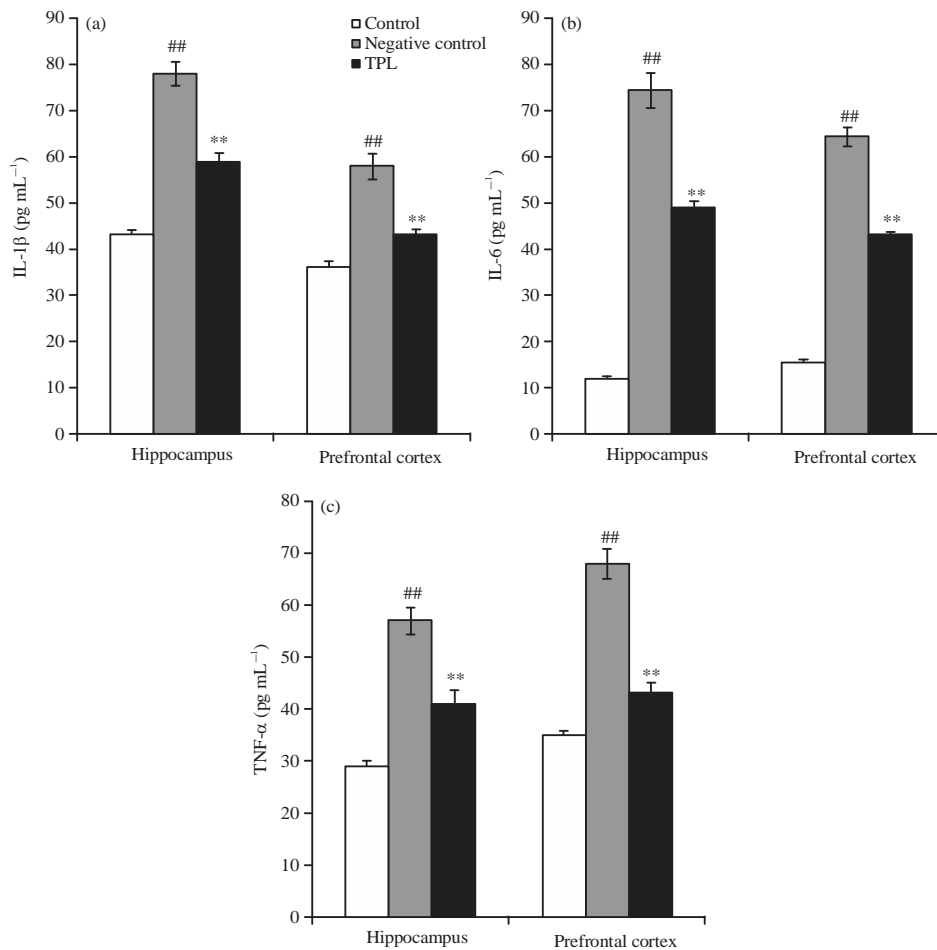 (a)
Control
Negative control
TPL
IL-1β (pg mL⁻¹)
90
80
70
60
50
40
30
20
10
0
##
**
##
**
Hippocampus
Prefrontal cortex
(b)
IL-6 (pg mL⁻¹)
90
80
70
60
50
40
30
20
10
0
##
**
##
**
Hippocampus
Prefrontal cortex
(c)
TNF-α (pg mL⁻¹)
80
70
60
50
40
30
20
10
0
##
**
##
**
Hippocampus
Prefrontal cortex